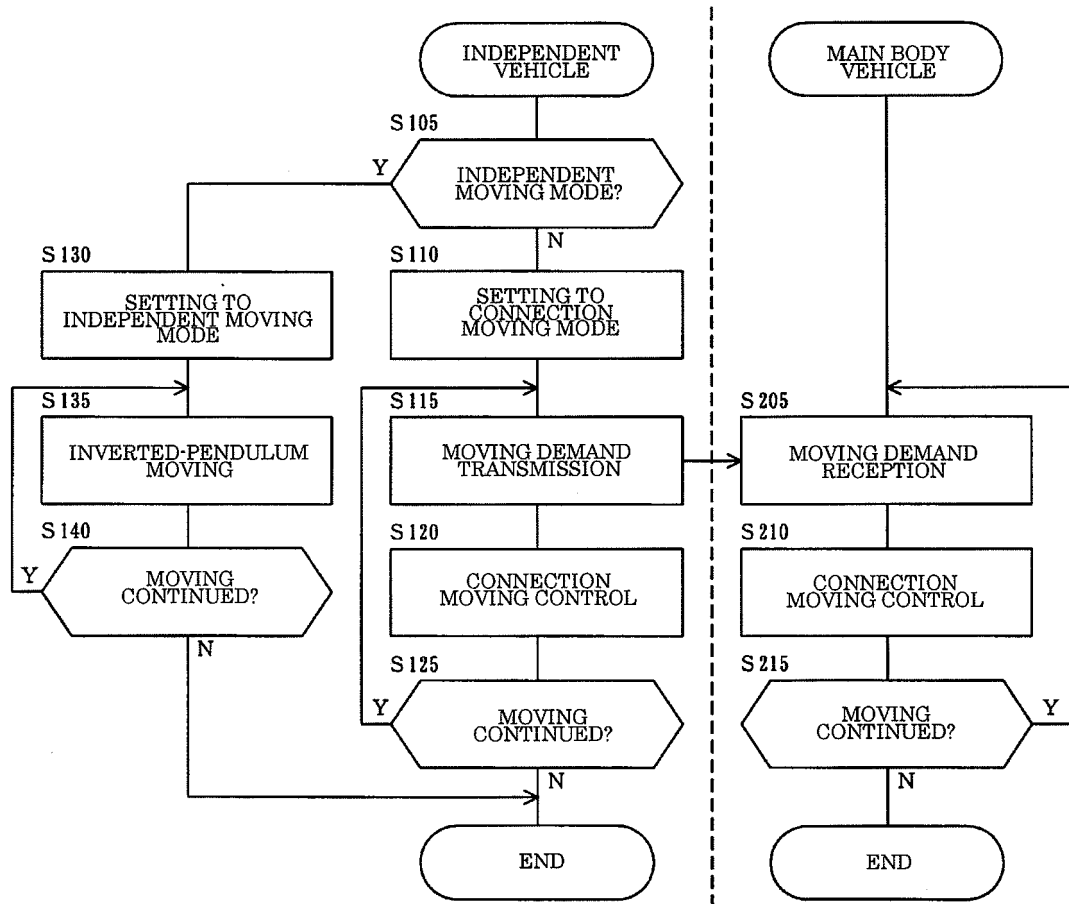 INDEPENDENT
VEHICLE
MAIN BODY
VEHICLE
S105
Y
INDEPENDENT
MOVING MODE?
N
S130
SETTING TO
INDEPENDENT MOVING
MODE
S110
SETTING TO
CONNECTION
MOVING MODE
S135
INVERTED-PENDULUM
MOVING
S115
MOVING DEMAND
TRANSMISSION
S205
MOVING DEMAND
RECEPTION
S140
Y
MOVING
CONTINUED?
N
S120
CONNECTION
MOVING CONTROL
S210
CONNECTION
MOVING CONTROL
S125
Y
MOVING
CONTINUED?
N
S215
MOVING
CONTINUED?
Y
N
END
END